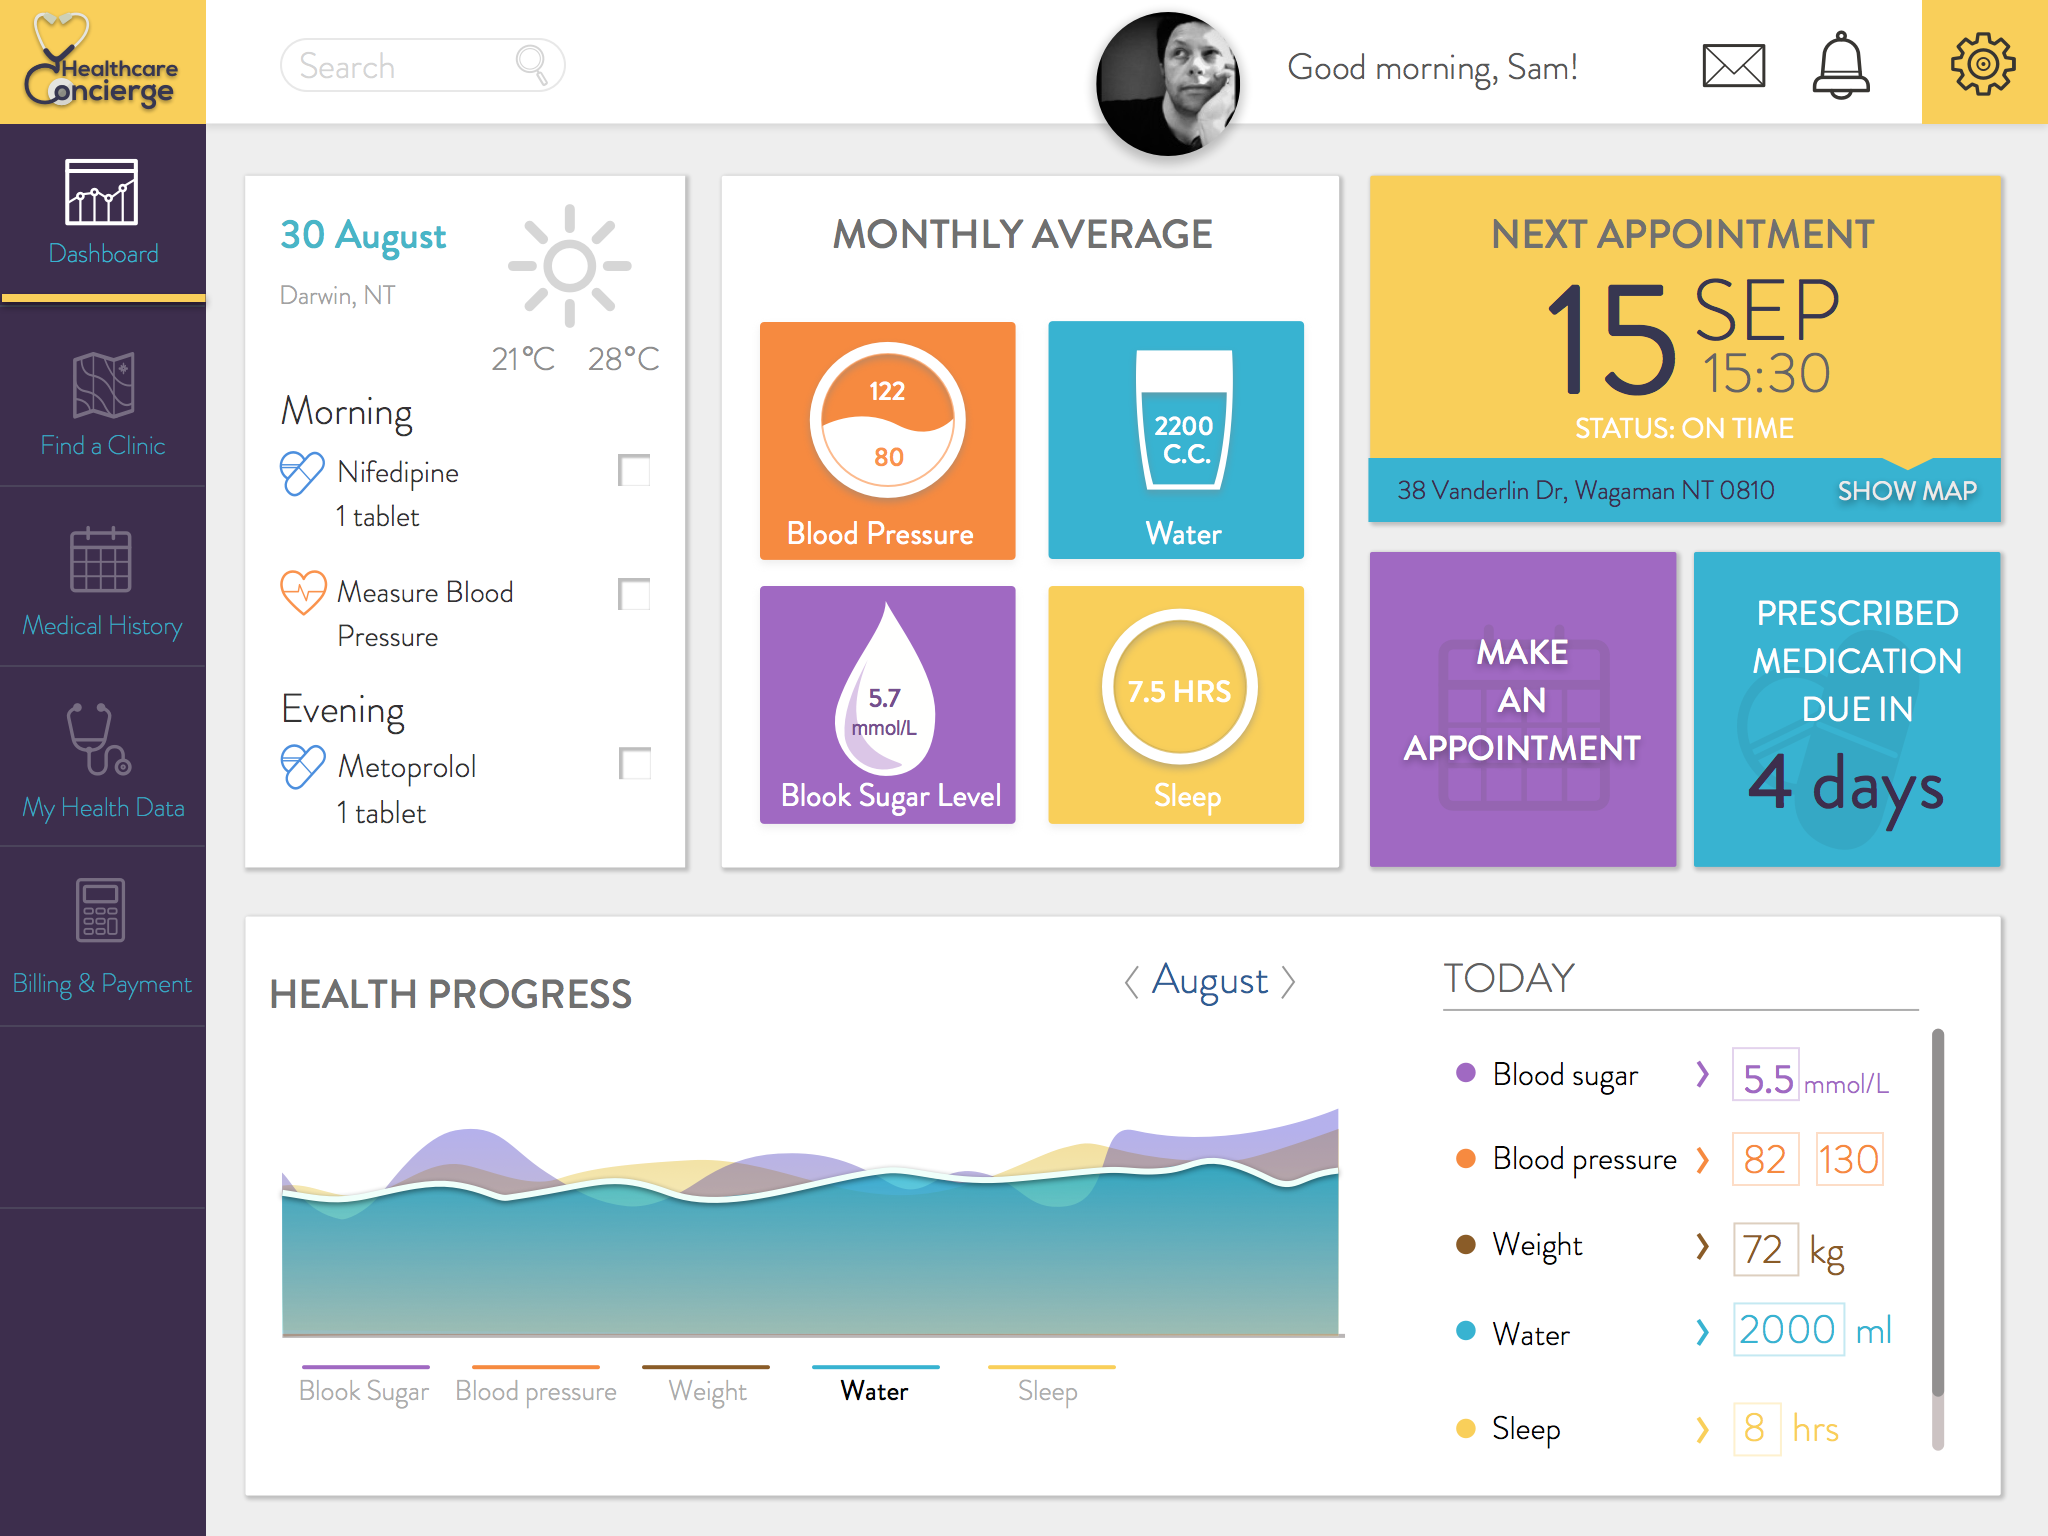 Healthcare
Concierge
Search
Good morning, Sam!
Dashboard
Find a Clinic
Medical History
My Health Data
Billing & Payment
30 August
Darwin, NT
21°C 28°C
Morning
Nifedipine
1 tablet
Measure Blood
Pressure
Evening
Metoprolol
1 tablet
MONTHLY AVERAGE
122
80
Blood Pressure
2200
C.C.
Water
5.7
mmol/L
Blook Sugar Level
7.5 HRS
Sleep
NEXT APPOINTMENT
15 SEP
15:30
STATUS: ON TIME
38 Vanderlin Dr, Wagaman NT 0810 SHOW MAP
MAKE
AN
APPOINTMENT
PRESCRIBED
MEDICATION
DUE IN
4 days
HEALTH PROGRESS
August
Blook Sugar Blood pressure Weight Water Sleep
TODAY
Blood sugar 5.5 mmol/L
Blood pressure 82 130
Weight 72 kg
Water 2000 ml
Sleep 8 hrs